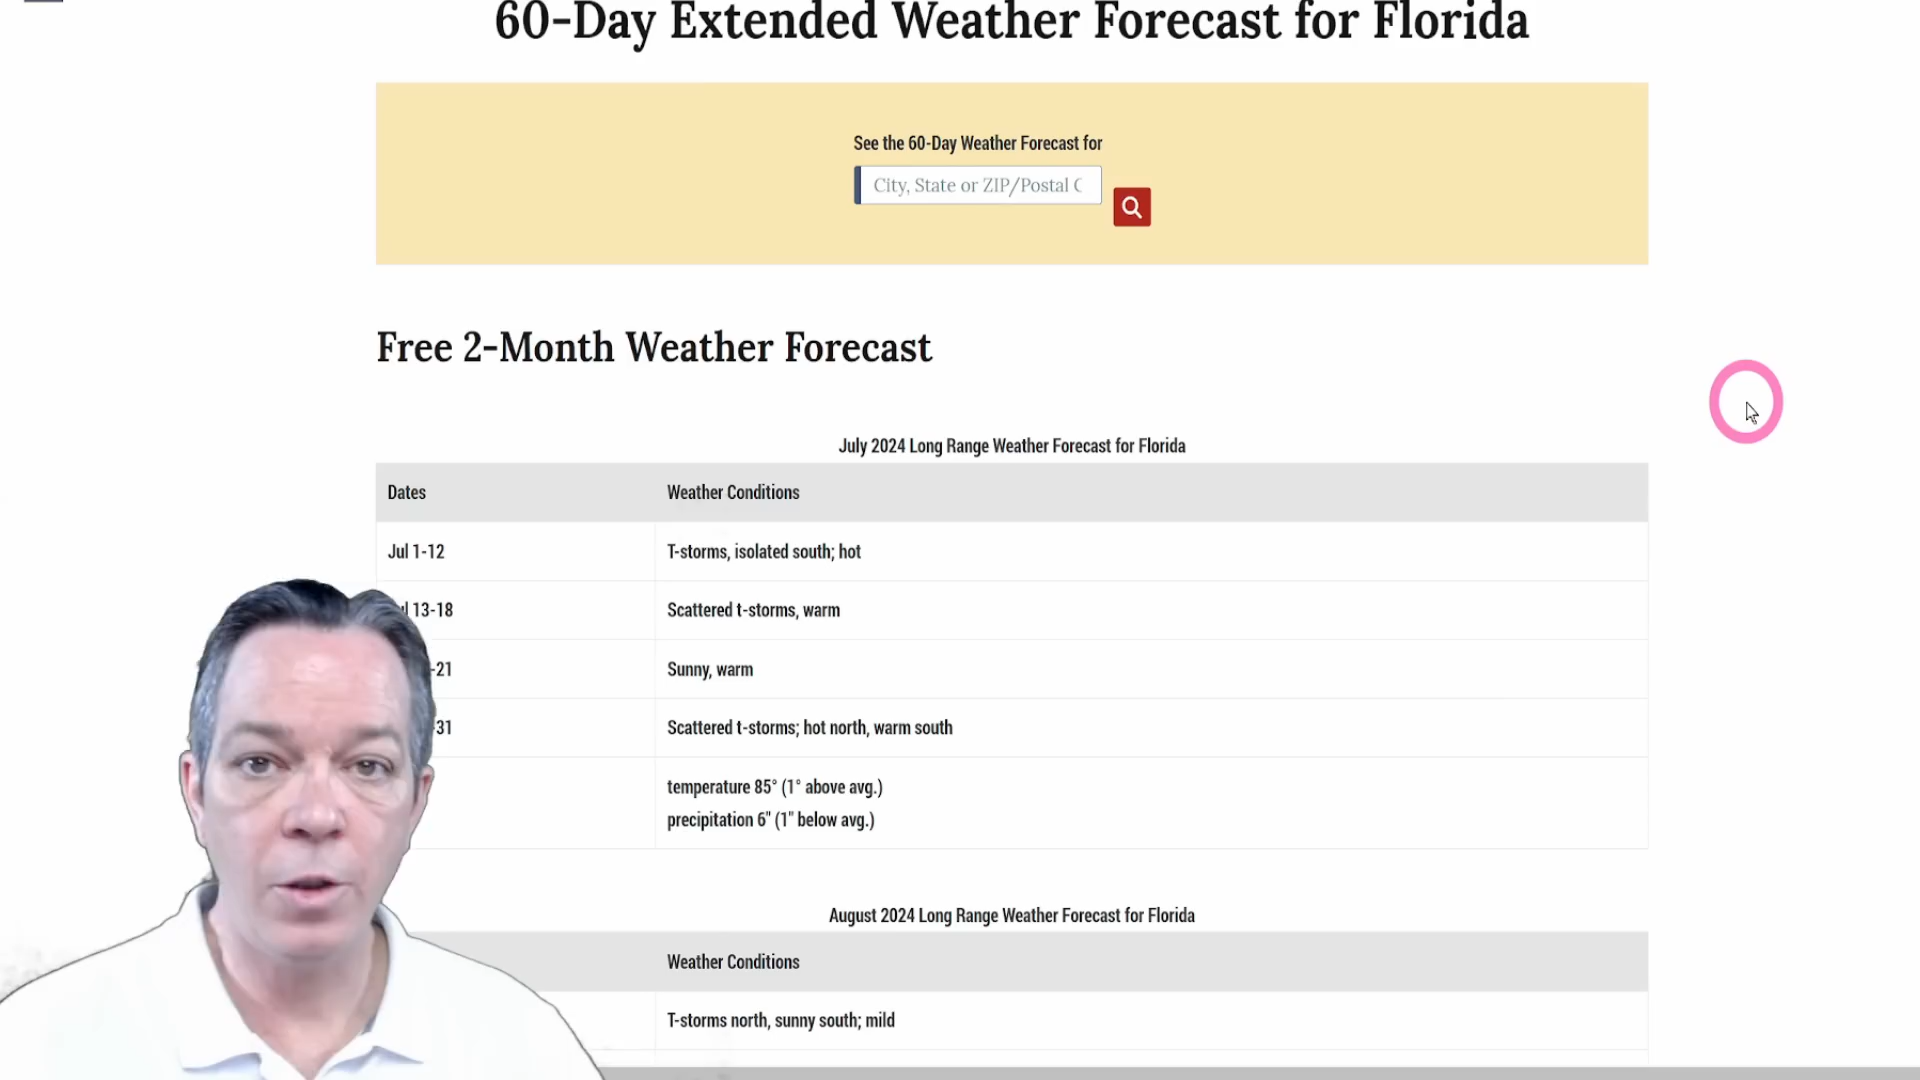 60-Day Extended Weather Forecast for Florida
See the 60-Day Weather Forecast for
City, State or ZIP/Postal C
Free 2-Month Weather Forecast
July 2024 Long Range Weather Forecast for Florida
Dates Weather Conditions
Jul 1-12 T-storms, isolated south; hot
13-18 Scattered t-storms, warm
-21 Sunny, warm
31 Scattered t-storms; hot north, warm south
temperature 85° (1° above avg.)
precipitation 6" (1" below avg.)
August 2024 Long Range Weather Forecast for Florida
Weather Conditions
T-storms north, sunny south; mild